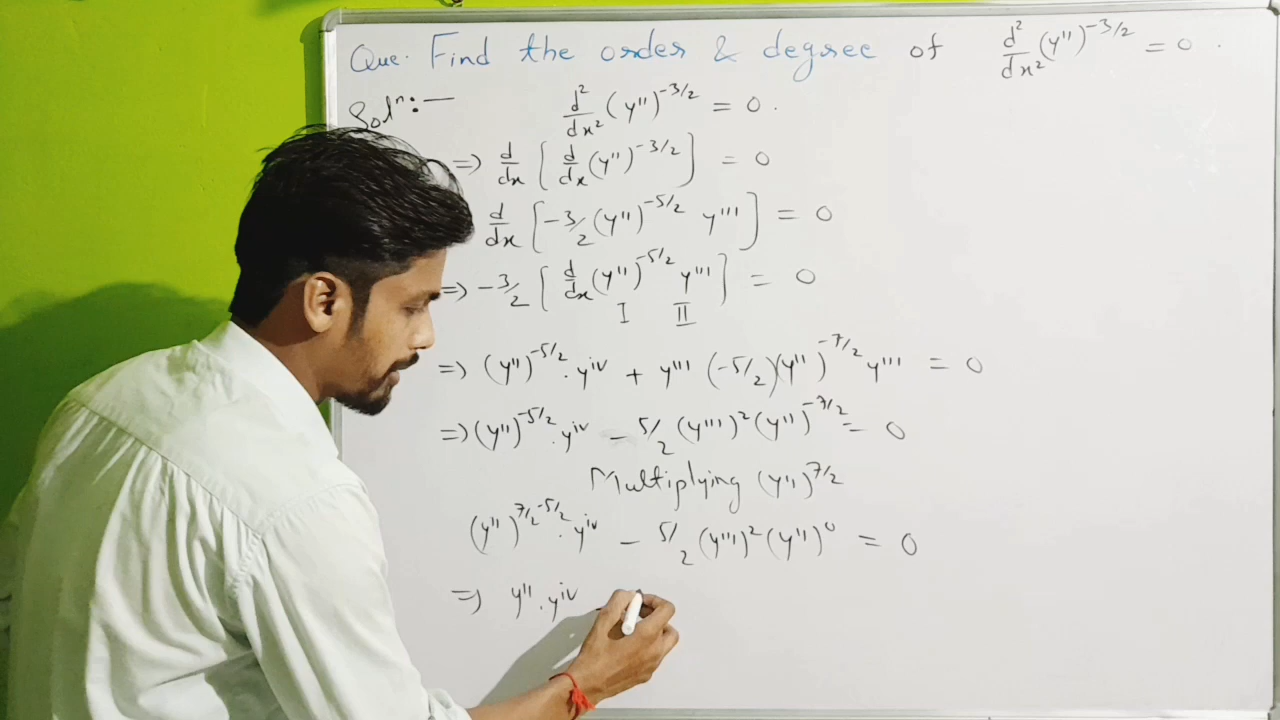 Que. Find the order & degree of d²/dx² (y'')^-3/2 = 0.
Solⁿ:— d²/dx² (y'')^-3/2 = 0.
=> d/dx [d/dx (y'')^-3/2] = 0
d/dx [-3/2 (y'')^-5/2 y'''] = 0
=> -3/2 [d/dx (y'')^-5/2 y'''] = 0
I II
=> (y'')^-5/2 . y^iv + y''' (-5/2)(y'')^-7/2 y''' = 0
=> (y'')^-5/2 . y^iv - 5/2 (y''')² (y'')^-7/2 = 0
Multiplying (y'')^7/2
(y'')^7/2-5/2 . y^iv - 5/2 (y''')² (y'')^0 = 0
=> y'' . y^iv -